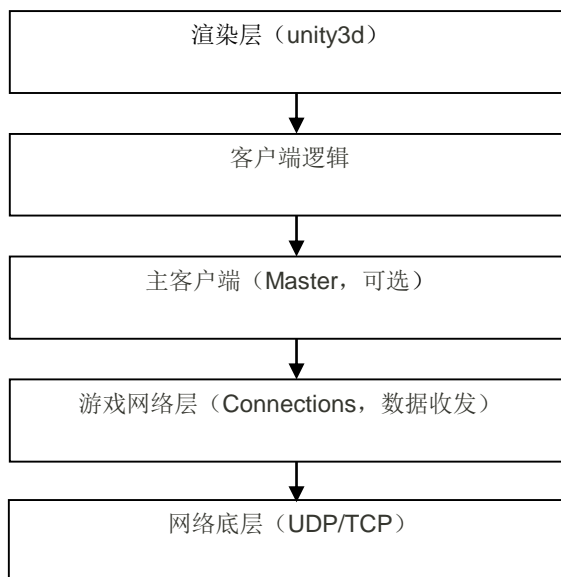 渲染层（unity3d）
客户端逻辑
主客户端（Master，可选）
游戏网络层（Connections，数据收发）
网络底层（UDP/TCP）